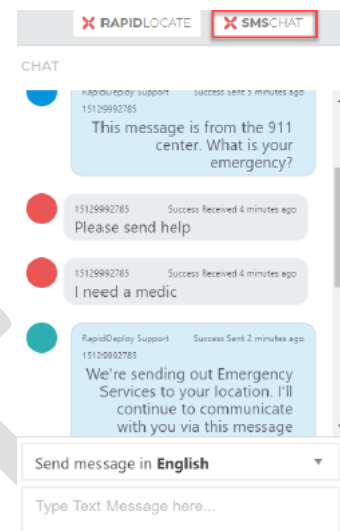 RAPIDLOCATE SMSCHAT
CHAT
RapidDeploy Support Success Sent 3 minutes ago
15129992785
This message is from the 911
center. What is your
emergency?
15129992785 Success Received 4 minutes ago
Please send help
15129992785 Success Received 4 minutes ago
I need a medic
RapidDeploy Support Success Sent 2 minutes ago
15129992785
We're sending out Emergency
Services to your location. I'll
continue to communicate
with you via this message
Send message in English
Type Text Message here...